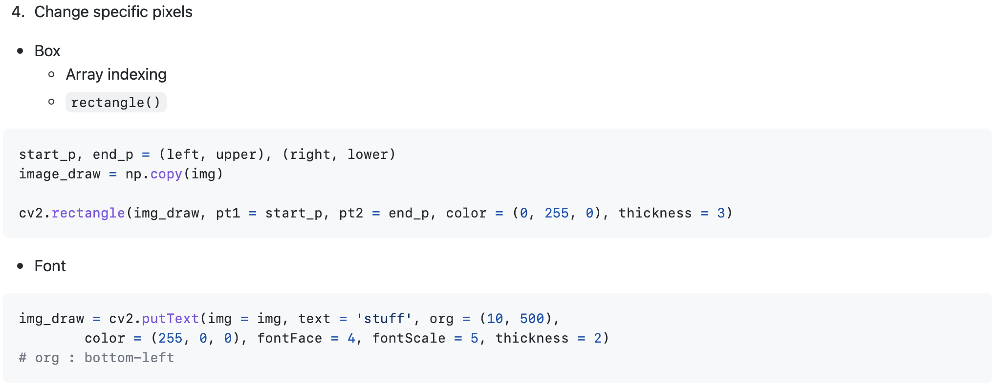 4. Change specific pixels
Box
Array indexing
rectangle()
start_p, end_p = (left, upper), (right, lower)
image_draw = np.copy(img)
cv2.rectangle(img_draw, pt1 = start_p, pt2 = end_p, color = (0, 255, 0), thickness = 3)
Font
img_draw = cv2.putText(img = img, text = 'stuff', org = (10, 500),
color = (255, 0, 0), fontFace = 4, fontScale = 5, thickness = 2)
# org : bottom-left